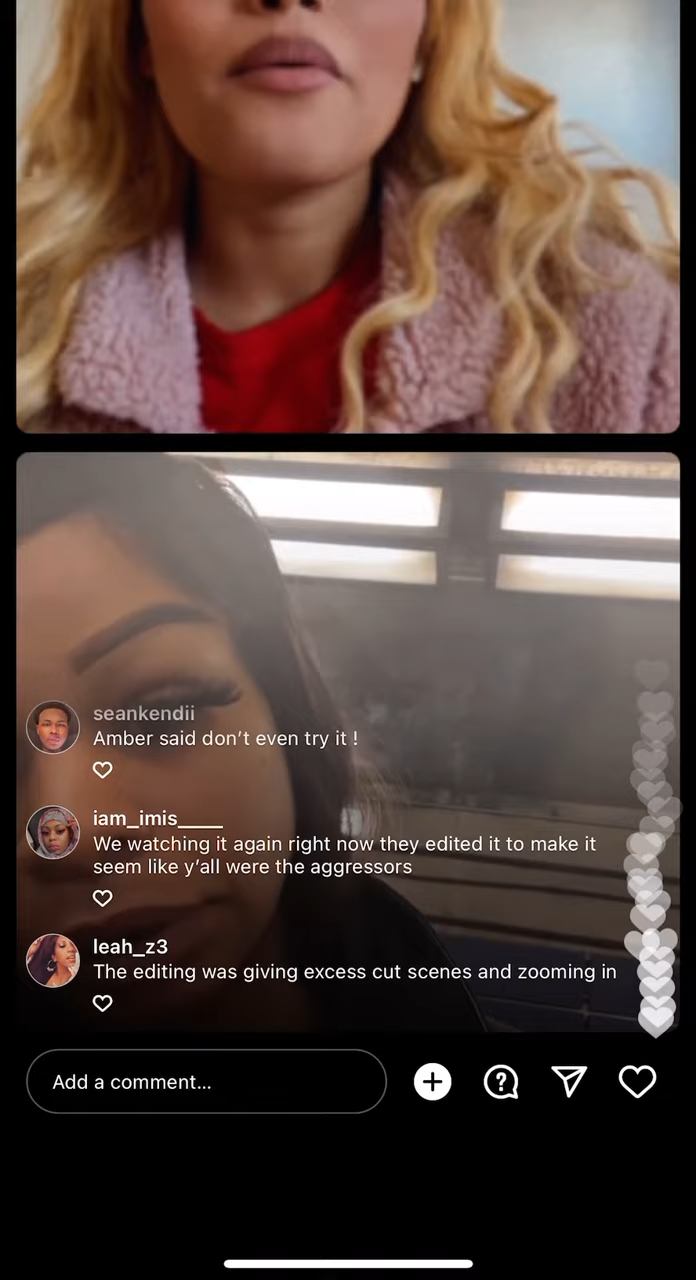 seankendii
Amber said don’t even try it !
iam_imis_____
We watching it again right now they edited it to make it
seem like y’all were the aggressors
leah_z3
The editing was giving excess cut scenes and zooming in
Add a comment...